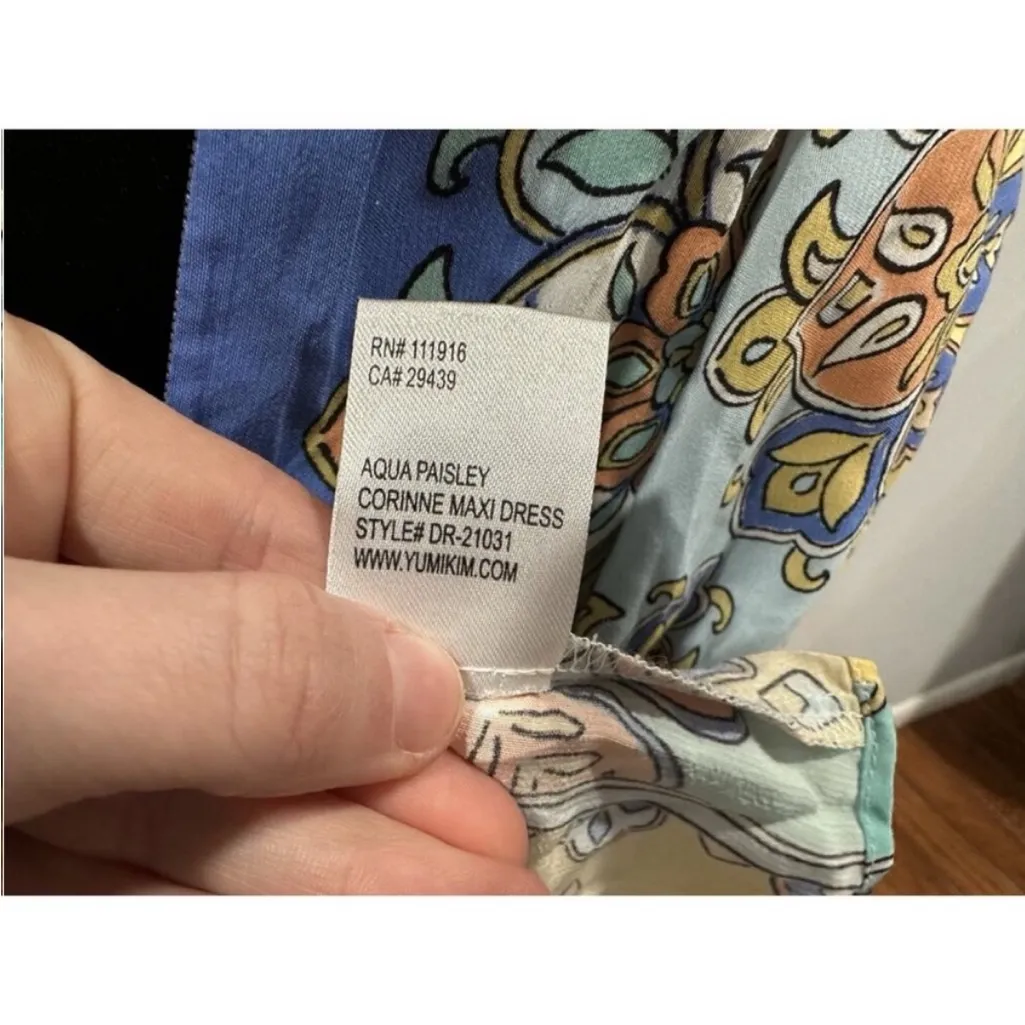 RN# 111916
CA# 29439
AQUA PAISLEY
CORINNE MAXI DRESS
STYLE# DR-21031
WWW.YUMIKIM.COM